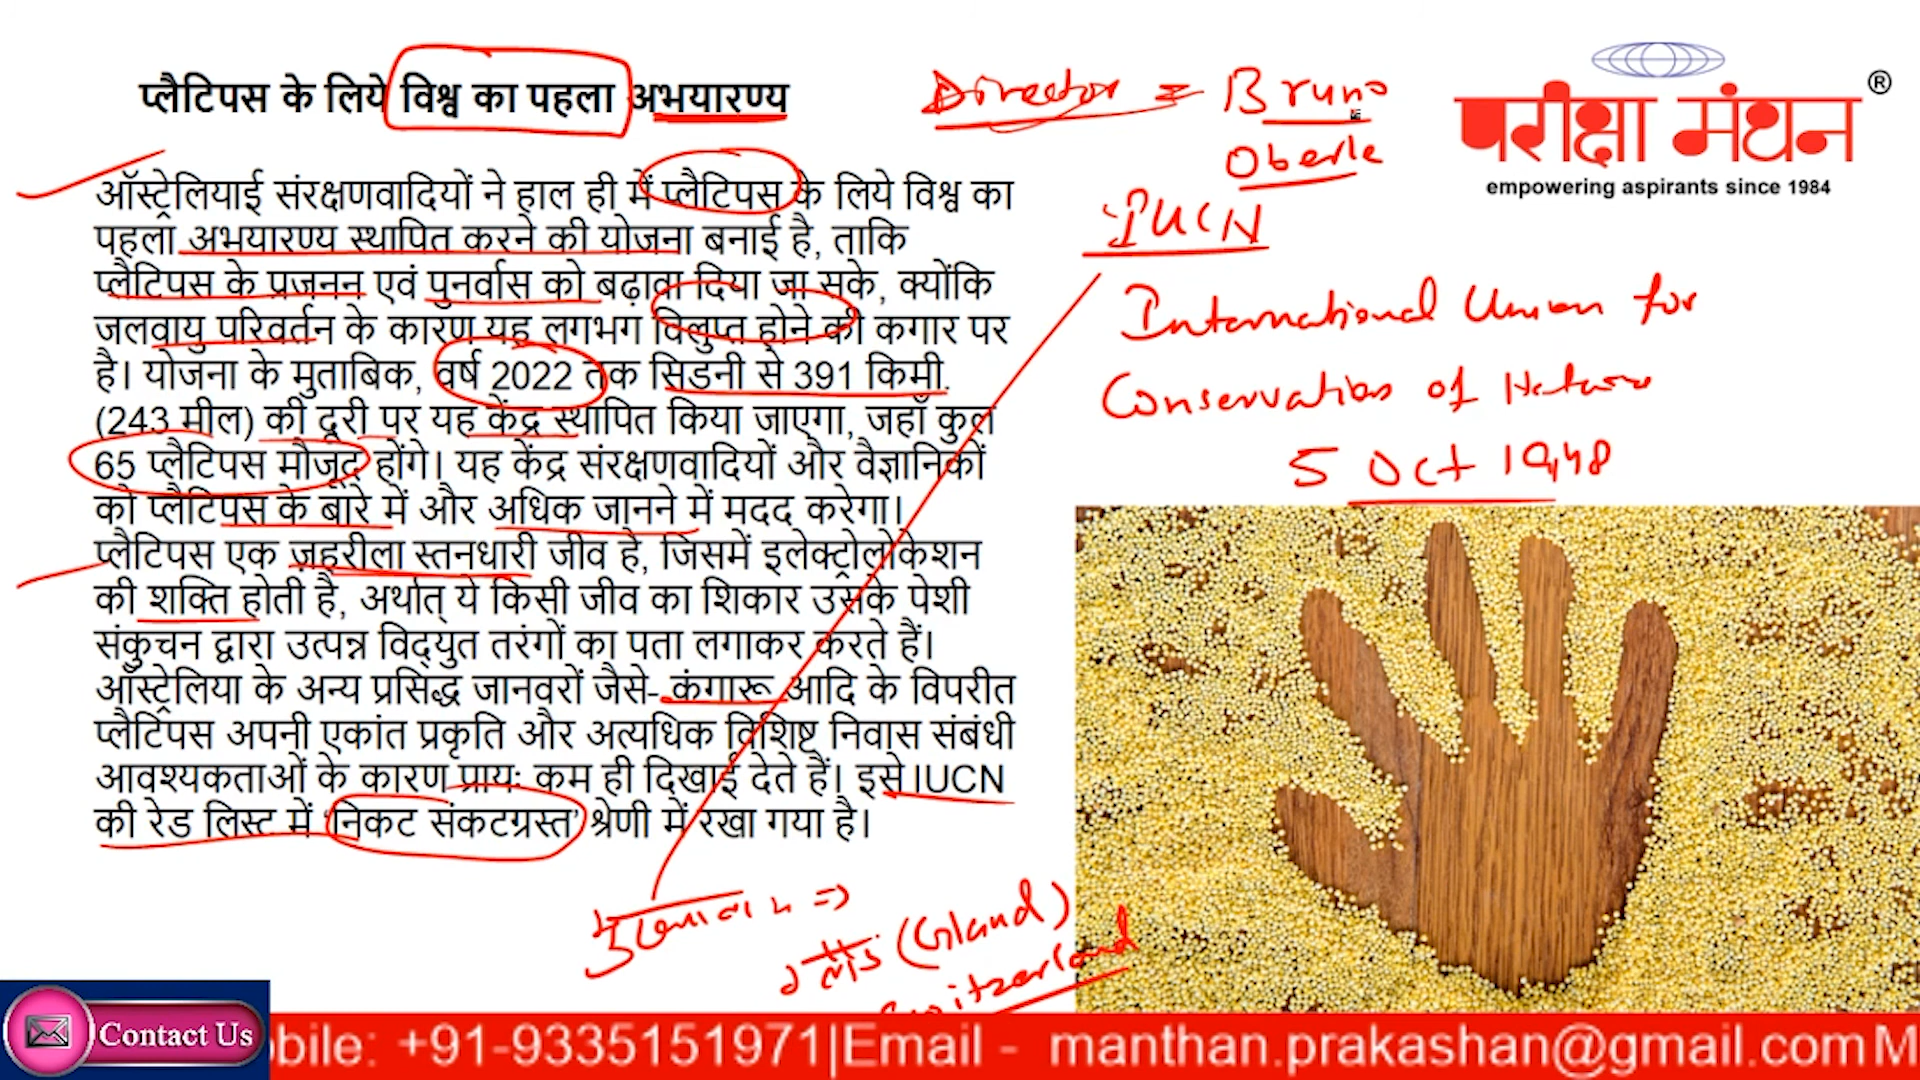 प्लैटिपस के लिये विश्व का पहला अभयारण्य
ऑस्ट्रेलियाई संरक्षणवादियों ने हाल ही में प्लैटिपस के लिये विश्व का
पहला अभयारण्य स्थापित करने की योजना बनाई है, ताकि
प्लैटिपस के प्रजनन एवं पुनर्वास को बढ़ावा दिया जा सके, क्योंकि
जलवायु परिवर्तन के कारण यह लगभग विलुप्त होने की कगार पर
है। योजना के मुताबिक, वर्ष 2022 तक सिडनी से 391 किमी.
(243 मील) की दूरी पर यह केंद्र स्थापित किया जाएगा, जहाँ कुल
65 प्लैटिपस मौजूद होंगे। यह केंद्र संरक्षणवादियों और वैज्ञानिकों
को प्लैटिपस के बारे में और अधिक जानने में मदद करेगा।
प्लैटिपस एक ज़हरीला स्तनधारी जीव है, जिसमें इलेक्ट्रोलोकेशन
की शक्ति होती है, अर्थात् ये किसी जीव का शिकार उसके पेशी
संकुचन द्वारा उत्पन्न विद्युत तरंगों का पता लगाकर करते हैं।
ऑस्ट्रेलिया के अन्य प्रसिद्ध जानवरों जैसे- कंगारू आदि के विपरीत
प्लैटिपस अपनी एकांत प्रकृति और अत्यधिक विशिष्ट निवास संबंधी
आवश्यकताओं के कारण प्रायः कम ही दिखाई देते हैं। इसे IUCN
की रेड लिस्ट में 'निकट संकटग्रस्त' श्रेणी में रखा गया है।
Director = Bruno
Oberle
IUCN
International Union for
Conservation of Nature
5 Oct 1948
(Gland)
Switzerland
परीक्षा मंथन ®
empowering aspirants since 1984
Contact Us
obile: +91-9335151971|Email - manthan.prakashan@gmail.com M